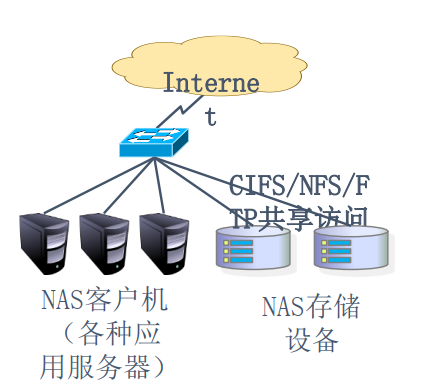 Interne
t
CIFS/NFS/F
TP共享访问
NAS客户机
（各种应
用服务器）
NAS存储
设备